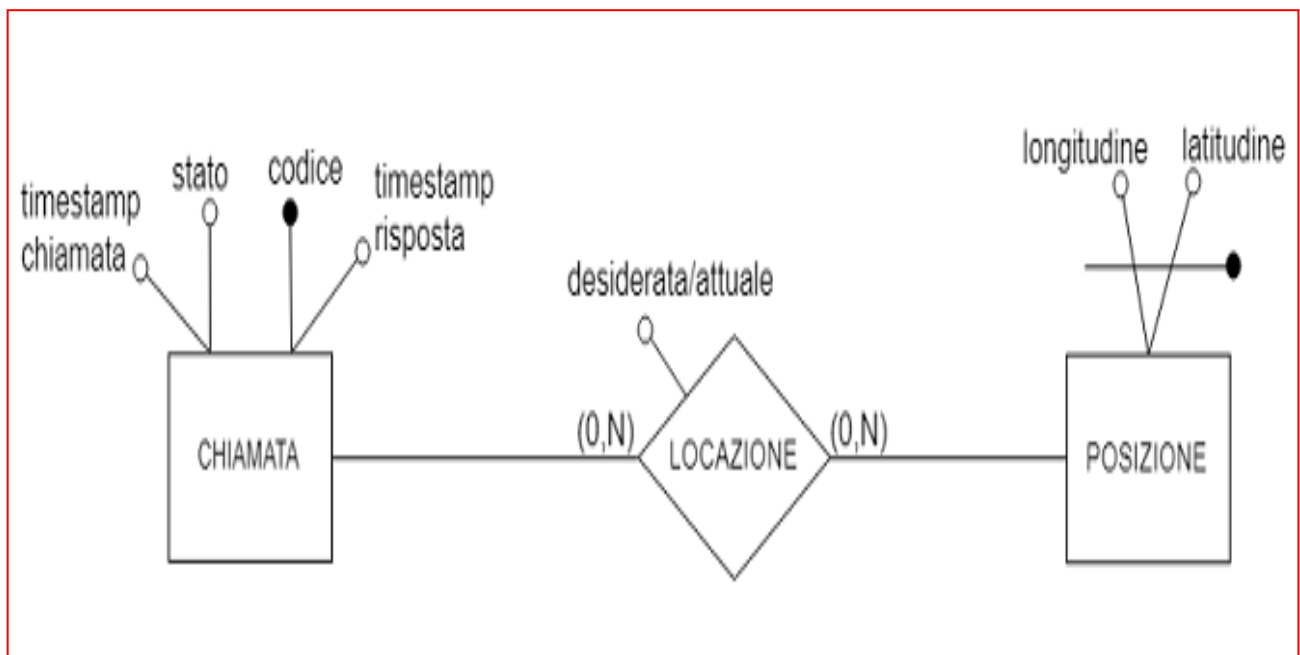 timestamp
chiamata
stato
codice
timestamp
risposta
desiderata/attuale
longitudine
latitudine
CHIAMATA
(0,N)
LOCAZIONE
(0,N)
POSIZIONE